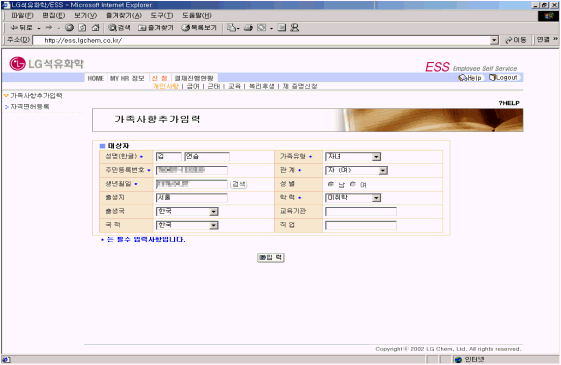 LG석유화학/ESS - Microsoft Internet Explorer
파일(F) 편집(E) 보기(V) 즐겨찾기(A) 도구(T) 도움말(H)
뒤로 검색 즐겨찾기 목록보기
주소(D) http://ess.lgchem.co.kr/ 이동 연결 »
LG석유화학
ESS Employee Self Service
HOME MY HR 정보 신 청 결재진행현황 Help Logout
개인사항 | 급여 | 근태 | 교육 | 복리후생 | 제 증명신청
가족사항추가입력
자격면허등록
?HELP
가족사항추가입력
대상자
성명(한글) 김 연습 가족유형 자녀
주민등록번호 관 계 자 (여)
생년월일 검색 성 별 남 여
출생지 서울 학 력 미취학
출생국 한국 교육기관
국 적 한국 직 업
* 는 필수 입력사항입니다.
입 력
Copyright © 2002 LG Chem, Ltd. All rights reserved.
인터넷